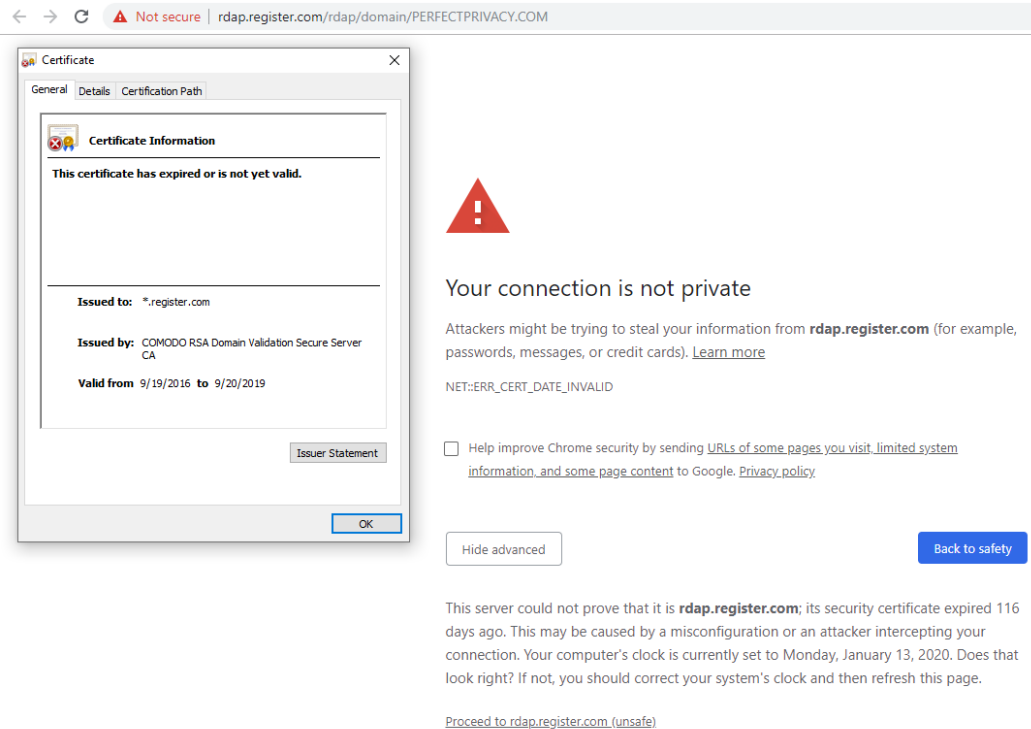 Not secure | rdap.register.com/rdap/domain/PERFECTPRIVACY.COM
Certificate
General Details Certification Path
Certificate Information
This certificate has expired or is not yet valid.
Issued to: *.register.com
Issued by: COMODO RSA Domain Validation Secure Server
CA
Valid from 9/19/2016 to 9/20/2019
Issuer Statement
OK
Your connection is not private
Attackers might be trying to steal your information from rdap.register.com (for example,
passwords, messages, or credit cards). Learn more
NET::ERR_CERT_DATE_INVALID
Help improve Chrome security by sending URLs of some pages you visit, limited system
information, and some page content to Google. Privacy policy
Hide advanced
Back to safety
This server could not prove that it is rdap.register.com; its security certificate expired 116
days ago. This may be caused by a misconfiguration or an attacker intercepting your
connection. Your computer's clock is currently set to Monday, January 13, 2020. Does that
look right? If not, you should correct your system's clock and then refresh this page.
Proceed to rdap.register.com (unsafe)